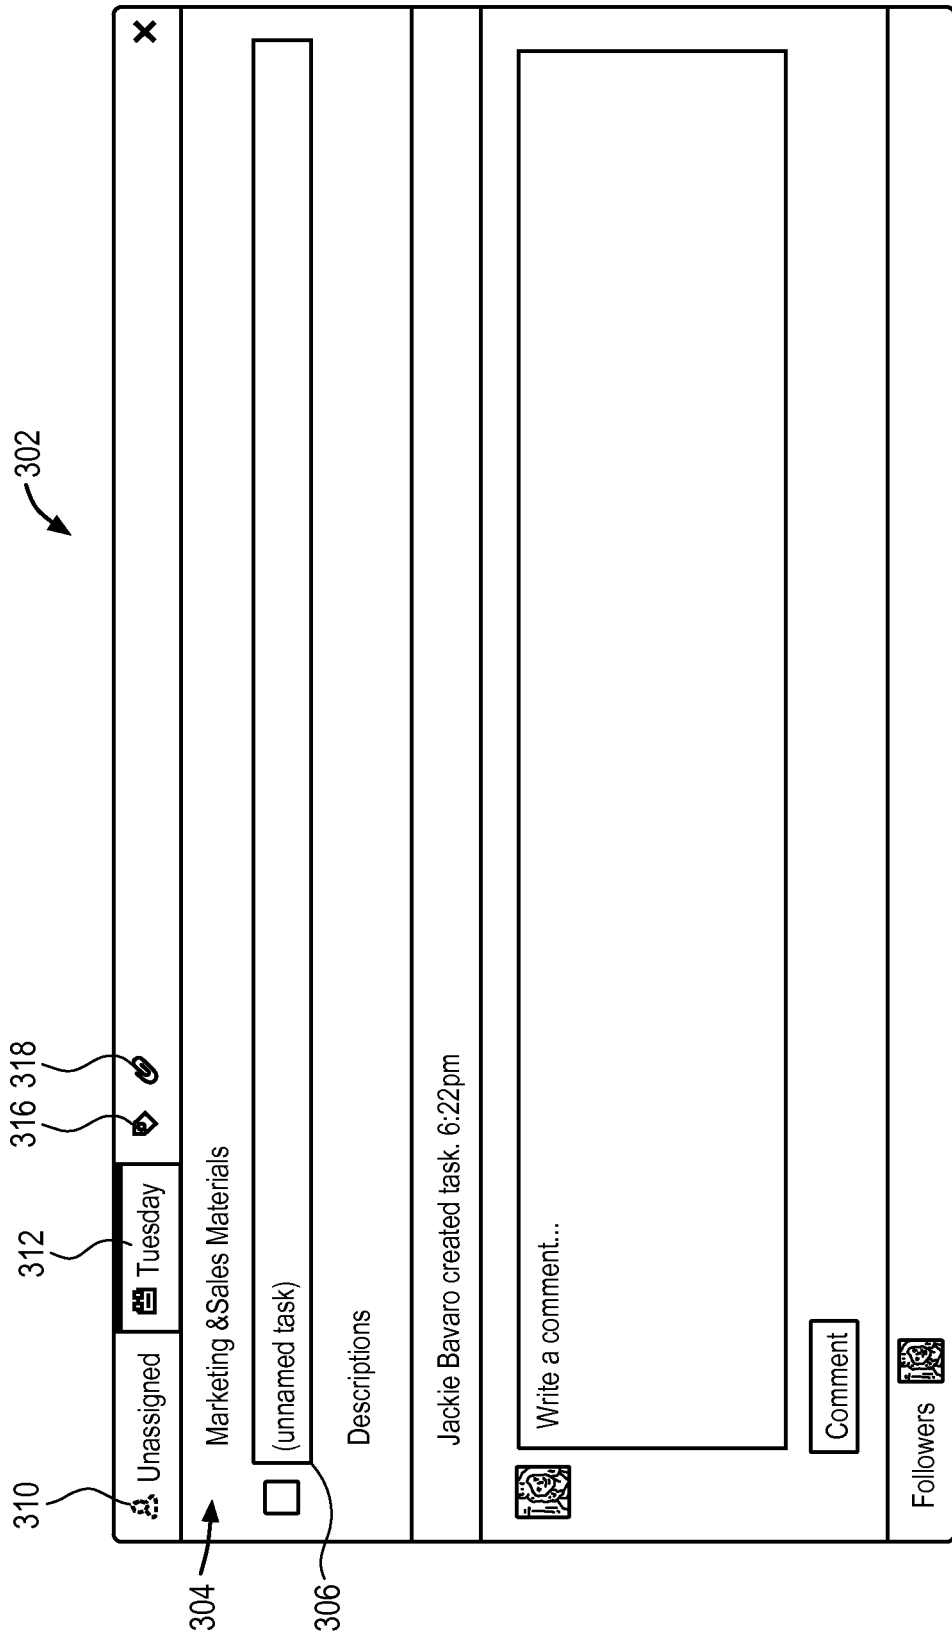 302
310
312
316
318
Unassigned
Tuesday
304
Marketing &Sales Materials
306
(unnamed task)
Descriptions
Jackie Bavaro created task. 6:22pm
Write a comment...
Comment
Followers